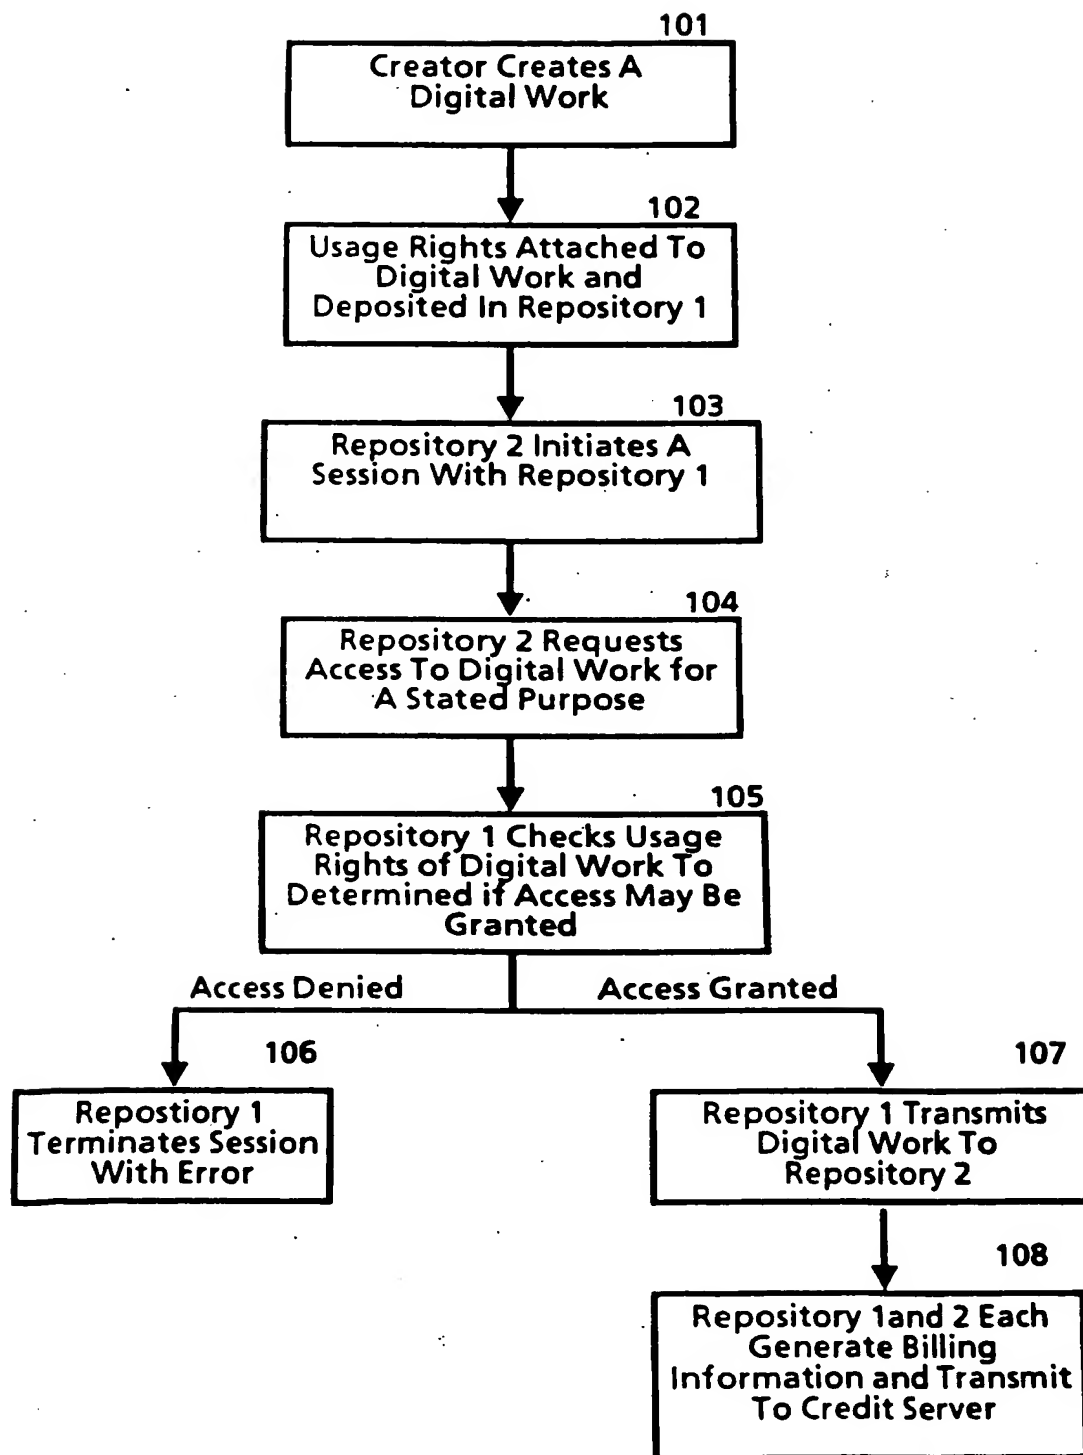 101
Creator Creates A
Digital Work
102
Usage Rights Attached To
Digital Work and
Deposited In Repository 1
103
Repository 2 Initiates A
Session With Repository 1
104
Repository 2 Requests
Access To Digital Work for
A Stated Purpose
105
Repository 1 Checks Usage
Rights of Digital Work To
Determined if Access May Be
Granted
Access Denied
Access Granted
106
Repostiory 1
Terminates Session
With Error
107
Repository 1 Transmits
Digital Work To
Repository 2
108
Repository 1and 2 Each
Generate Billing
Information and Transmit
To Credit Server